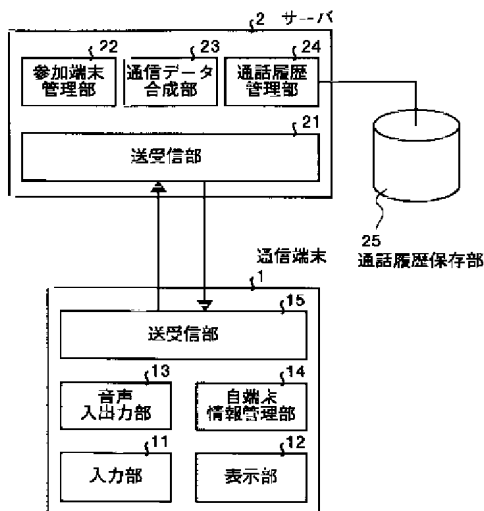 2 サーバ
22
参加端末
管理部
23
通信データ
合成部
24
通話履歴
管理部
21
送受信部
25
通話履歴保存部
通信端末
1
15
送受信部
13
音声
入出力部
14
自端末
情報管理部
11
入力部
12
表示部